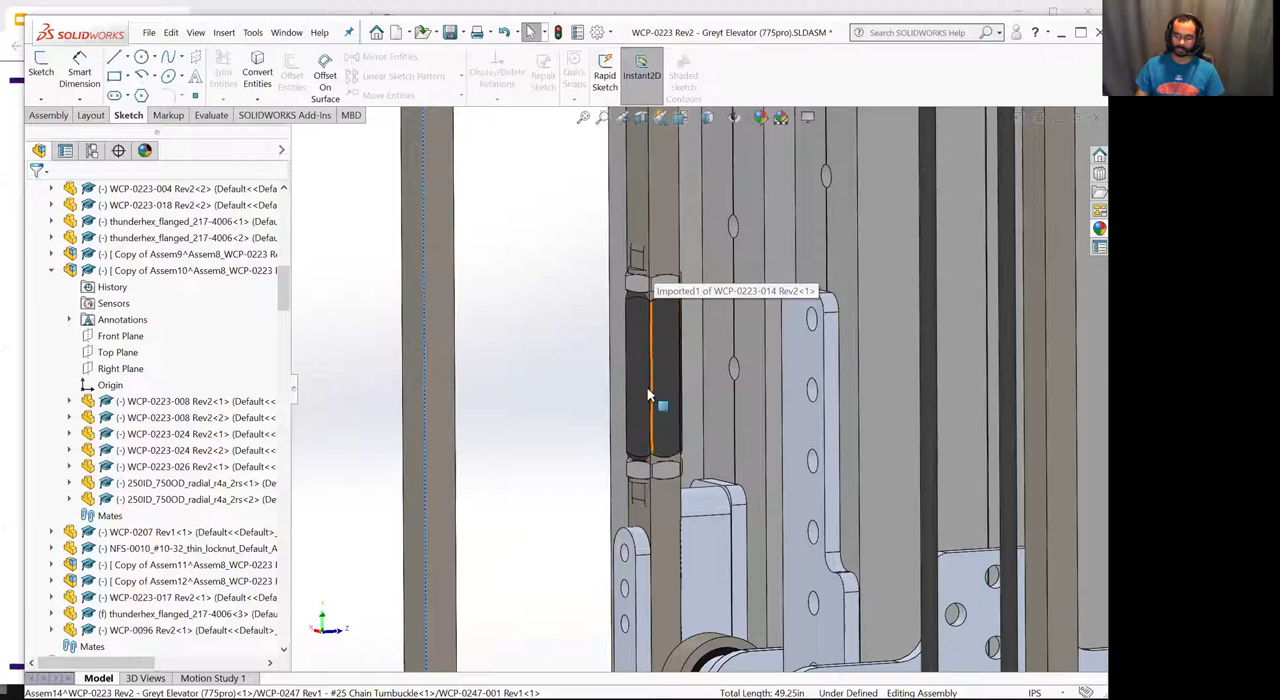 SOLIDWORKS File Edit View Insert Tools Window Help WCP-0223 Rev2 - Greyt Elevator (775pro).SLDASM * Search SOLIDWORKS Help
Sketch Smart Dimension Trim Entities Convert Entities Offset Entities Offset On Surface Mirror Entities Linear Sketch Pattern Move Entities Display/Delete Relations Repair Sketch Quick Snaps Rapid Sketch Instant2D Shaded Sketch Contours
Assembly Layout Sketch Markup Evaluate SOLIDWORKS Add-Ins MBD
(-) WCP-0223-004 Rev2<2> (Default<<Defa
(-) WCP-0223-018 Rev2<2> (Default<<Defa
(-) thunderhex_flanged_217-4006<1> (Defau
(-) thunderhex_flanged_217-4006<2> (Defau
(-) [ Copy of Assem9^Assem8_WCP-0223 R
(-) [ Copy of Assem10^Assem8_WCP-0223
History
Sensors
Annotations
Front Plane
Top Plane
Right Plane
Origin
(-) WCP-0223-008 Rev2<1> (Default<<
(-) WCP-0223-008 Rev2<2> (Default<<
(-) WCP-0223-024 Rev2<1> (Default<<
(-) WCP-0223-024 Rev2<2> (Default<<
(-) WCP-0223-026 Rev2<1> (Default<<
(-) 250ID_750OD_radial_r4a_2rs<1> (De
(-) 250ID_750OD_radial_r4a_2rs<2> (De
Mates
(-) WCP-0207 Rev1<1> (Default<<Default>_
(-) NFS-0010_#10-32_thin_locknut_Default_A
(-) [ Copy of Assem11^Assem8_WCP-0223
(-) [ Copy of Assem12^Assem8_WCP-0223
(-) WCP-0223-017 Rev2<1> (Default<<Defau
(f) thunderhex_flanged_217-4006<3> (Defau
(-) WCP-0096 Rev2<1> (Default<<Default>_
Mates
Imported1 of WCP-0223-014 Rev2<1>
Model 3D Views Motion Study 1
Assem14^WCP-0223 Rev2 - Greyt Elevator (775pro)<1>/WCP-0247 Rev1 - #25 Chain Turnbuckle<1>/WCP-0247-001 Rev1<1> Total Length: 49.25in Under Defined Editing Assembly IPS